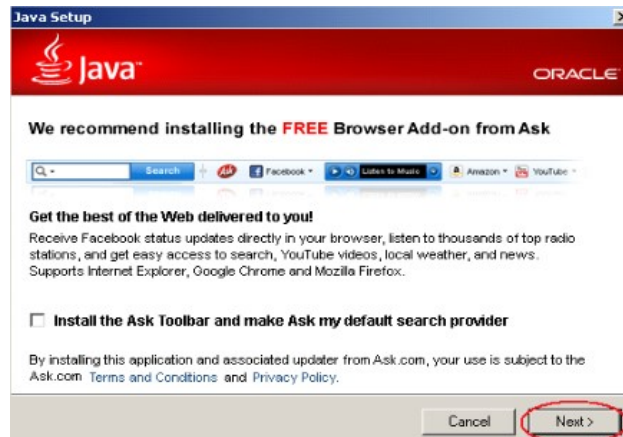 Java Setup
Java™
ORACLE
We recommend installing the FREE Browser Add-on from Ask
Search Ask Facebook Listen to Music Amazon YouTube
Get the best of the Web delivered to you!
Receive Facebook status updates directly in your browser, listen to thousands of top radio
stations, and get easy access to search, YouTube videos, local weather, and news.
Supports Internet Explorer, Google Chrome and Mozilla Firefox.
Install the Ask Toolbar and make Ask my default search provider
By installing this application and associated updater from Ask.com, your use is subject to the
Ask.com Terms and Conditions and Privacy Policy.
Cancel Next >